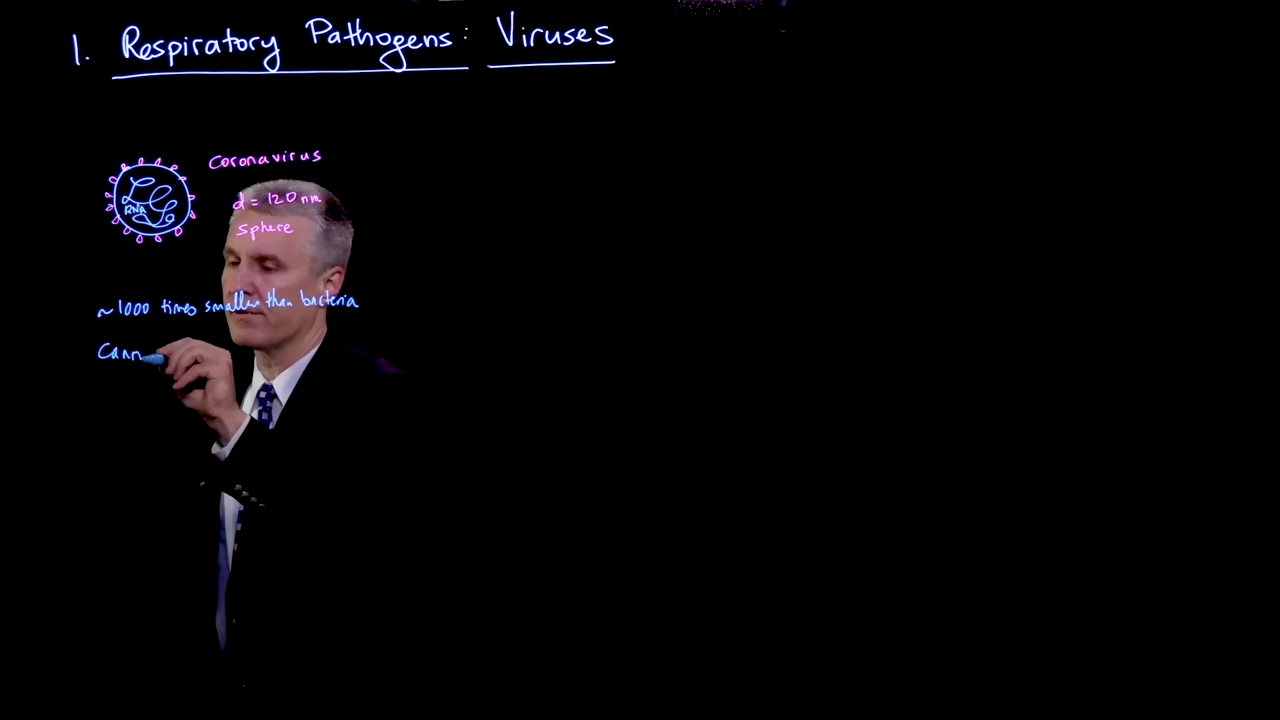 1. Respiratory Pathogens: Viruses
Coronavirus
d = 120 nm
sphere
RNA
~1000 times smaller than bacteria
Cann